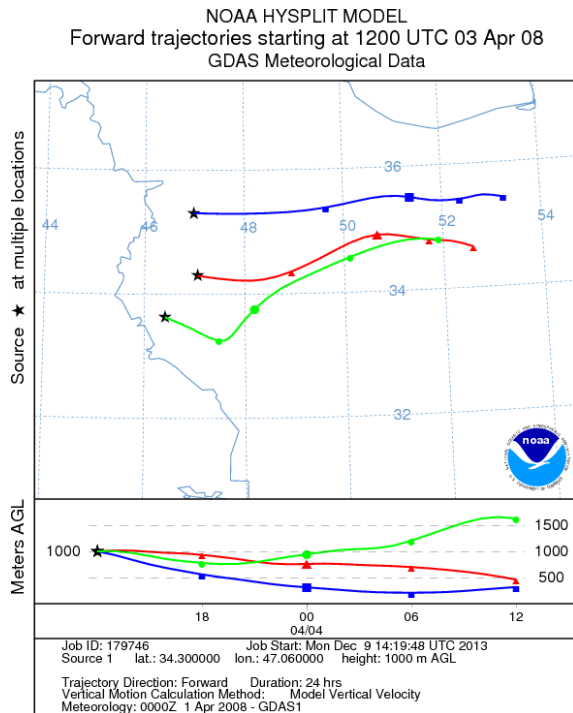 NOAA HYSPLIT MODEL
Forward trajectories starting at 1200 UTC 03 Apr 08
GDAS Meteorological Data
Source ★ at multiple locations
36
44 46 48 50 52 54
34
32
noaa
Meters AGL
1500
1000 1000
500
18 00 06 12
04/04
Job ID: 179746 Job Start: Mon Dec 9 14:19:48 UTC 2013
Source 1 lat.: 34.300000 lon.: 47.060000 height: 1000 m AGL
Trajectory Direction: Forward Duration: 24 hrs
Vertical Motion Calculation Method: Model Vertical Velocity
Meteorology: 0000Z 1 Apr 2008 - GDAS1